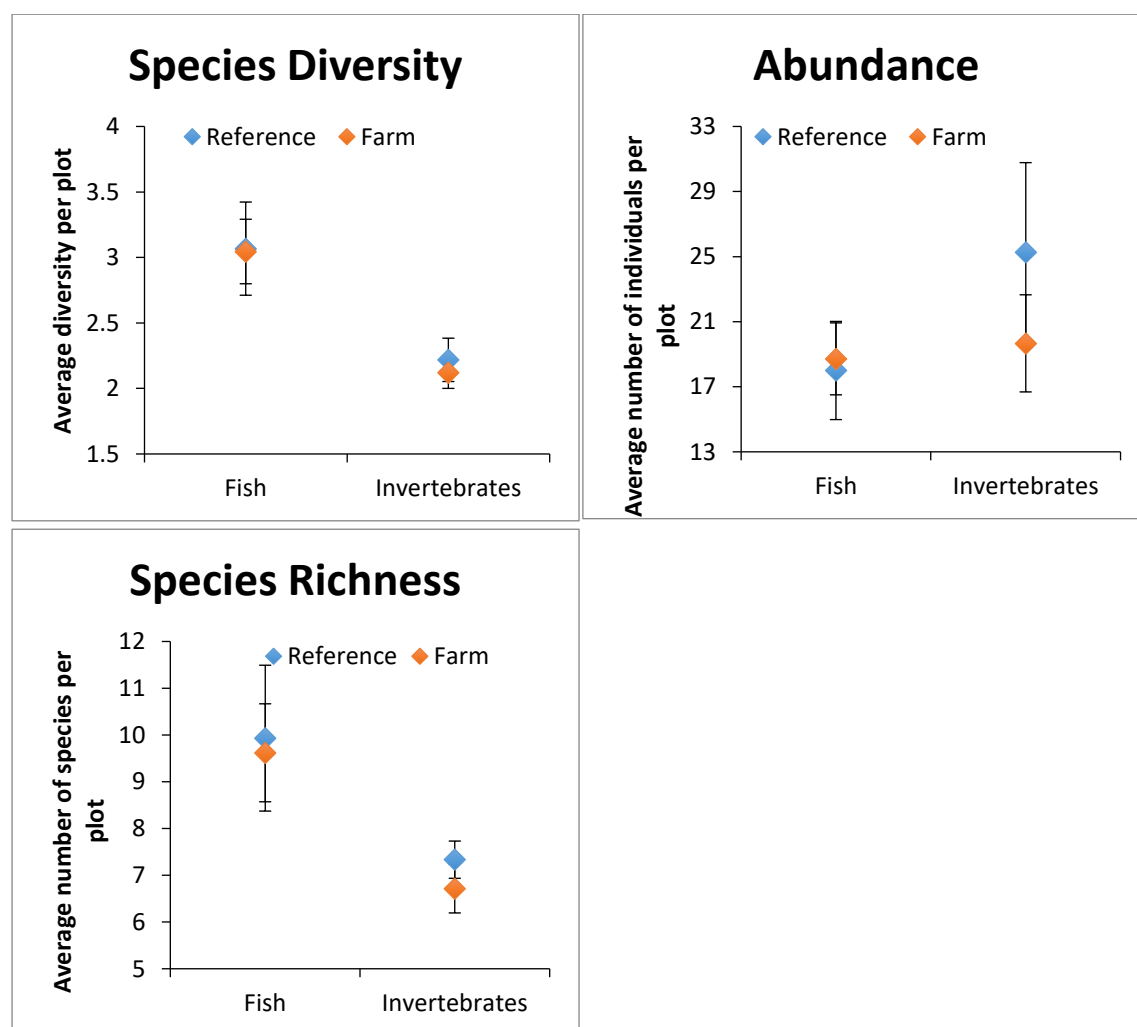 Species Diversity
Reference Farm
Average diversity per plot
4
3.5
3
2.5
2
1.5
Fish Invertebrates
Abundance
Reference Farm
Average number of individuals per
plot
33
29
25
21
17
13
Fish Invertebrates
Species Richness
Reference Farm
Average number of species per
plot
12
11
10
9
8
7
6
5
Fish Invertebrates